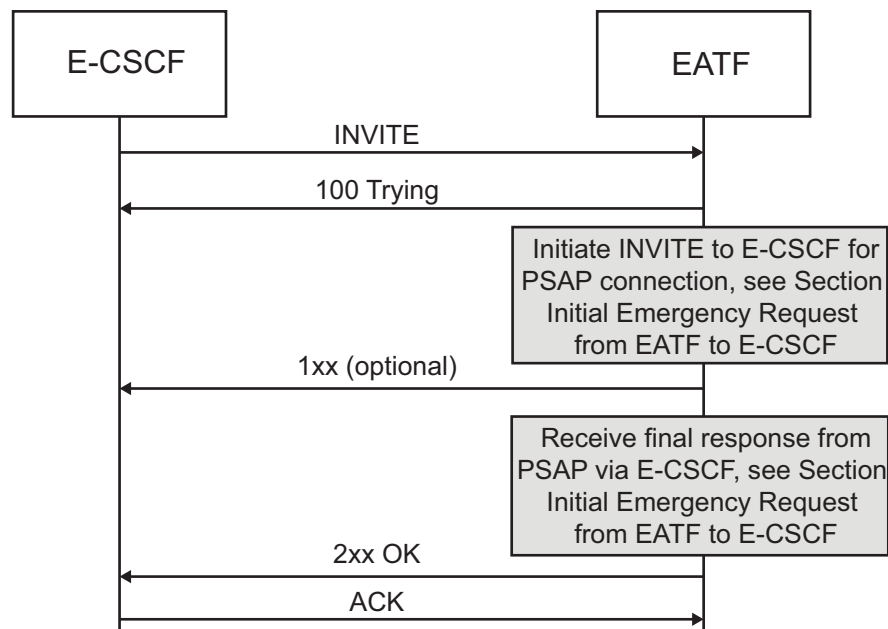 E-CSCF
EATF
INVITE
100 Trying
Initiate INVITE to E-CSCF for
PSAP connection, see Section
Initial Emergency Request
from EATF to E-CSCF
1xx (optional)
Receive final response from
PSAP via E-CSCF, see Section
Initial Emergency Request
from EATF to E-CSCF
2xx OK
ACK